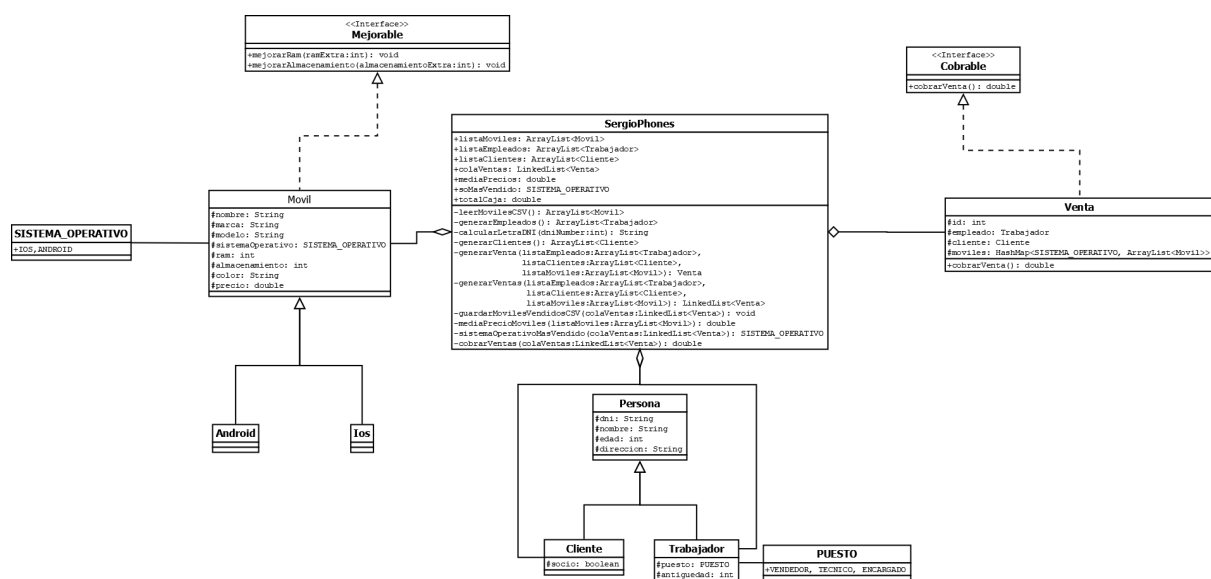 <<Interface>>
Mejorable
+mejorarRam(ramExtra:int): void
+mejorarAlmacenamiento(almacenamientoExtra:int): void
<<Interface>>
Cobrable
+cobrarVenta(): double
SergioPhones
+listaMoviles: ArrayList<Movil>
+listaEmpleados: ArrayList<Trabajador>
+listaClientes: ArrayList<Cliente>
+colaVentas: LinkedList<Venta>
+mediaPrecios: double
+soMasVendido: SISTEMA_OPERATIVO
+totalCaja: double
-leerMovilesCSV(): ArrayList<Movil>
-generarEmpleados(): ArrayList<Trabajador>
-calcularLetraDNI(dniNumber:int): String
-generarClientes(): ArrayList<Cliente>
-generarVenta(listaEmpleados:ArrayList<Trabajador>,
listaClientes:ArrayList<Cliente>,
listaMoviles:ArrayList<Movil>): Venta
-generarVentas(listaEmpleados:ArrayList<Trabajador>,
listaClientes:ArrayList<Cliente>,
listaMoviles:ArrayList<Movil>): LinkedList<Venta>
-guardarMovilesVendidosCSV(colaVentas:LinkedList<Venta>): void
-mediaPrecioMoviles(listaMoviles:ArrayList<Movil>): double
-sistemaOperativoMasVendido(colaVentas:LinkedList<Venta>): SISTEMA_OPERATIVO
-cobrarVentas(colaVentas:LinkedList<Venta>): double
Movil
#nombre: String
#marca: String
#modelo: String
#sistemaOperativo: SISTEMA_OPERATIVO
#ram: int
#almacenamiento: int
#color: String
#precio: double
SISTEMA_OPERATIVO
+IOS,ANDROID
Venta
#id: int
#empleado: Trabajador
#cliente: Cliente
#moviles: HashMap<SISTEMA_OPERATIVO, ArrayList<Movil>>
+cobrarVenta(): double
Android
Ios
Persona
#dni: String
#nombre: String
#edad: int
#direccion: String
Cliente
#socio: boolean
Trabajador
#puesto: PUESTO
#antiguedad: int
PUESTO
+VENDEDOR, TECNICO, ENCARGADO